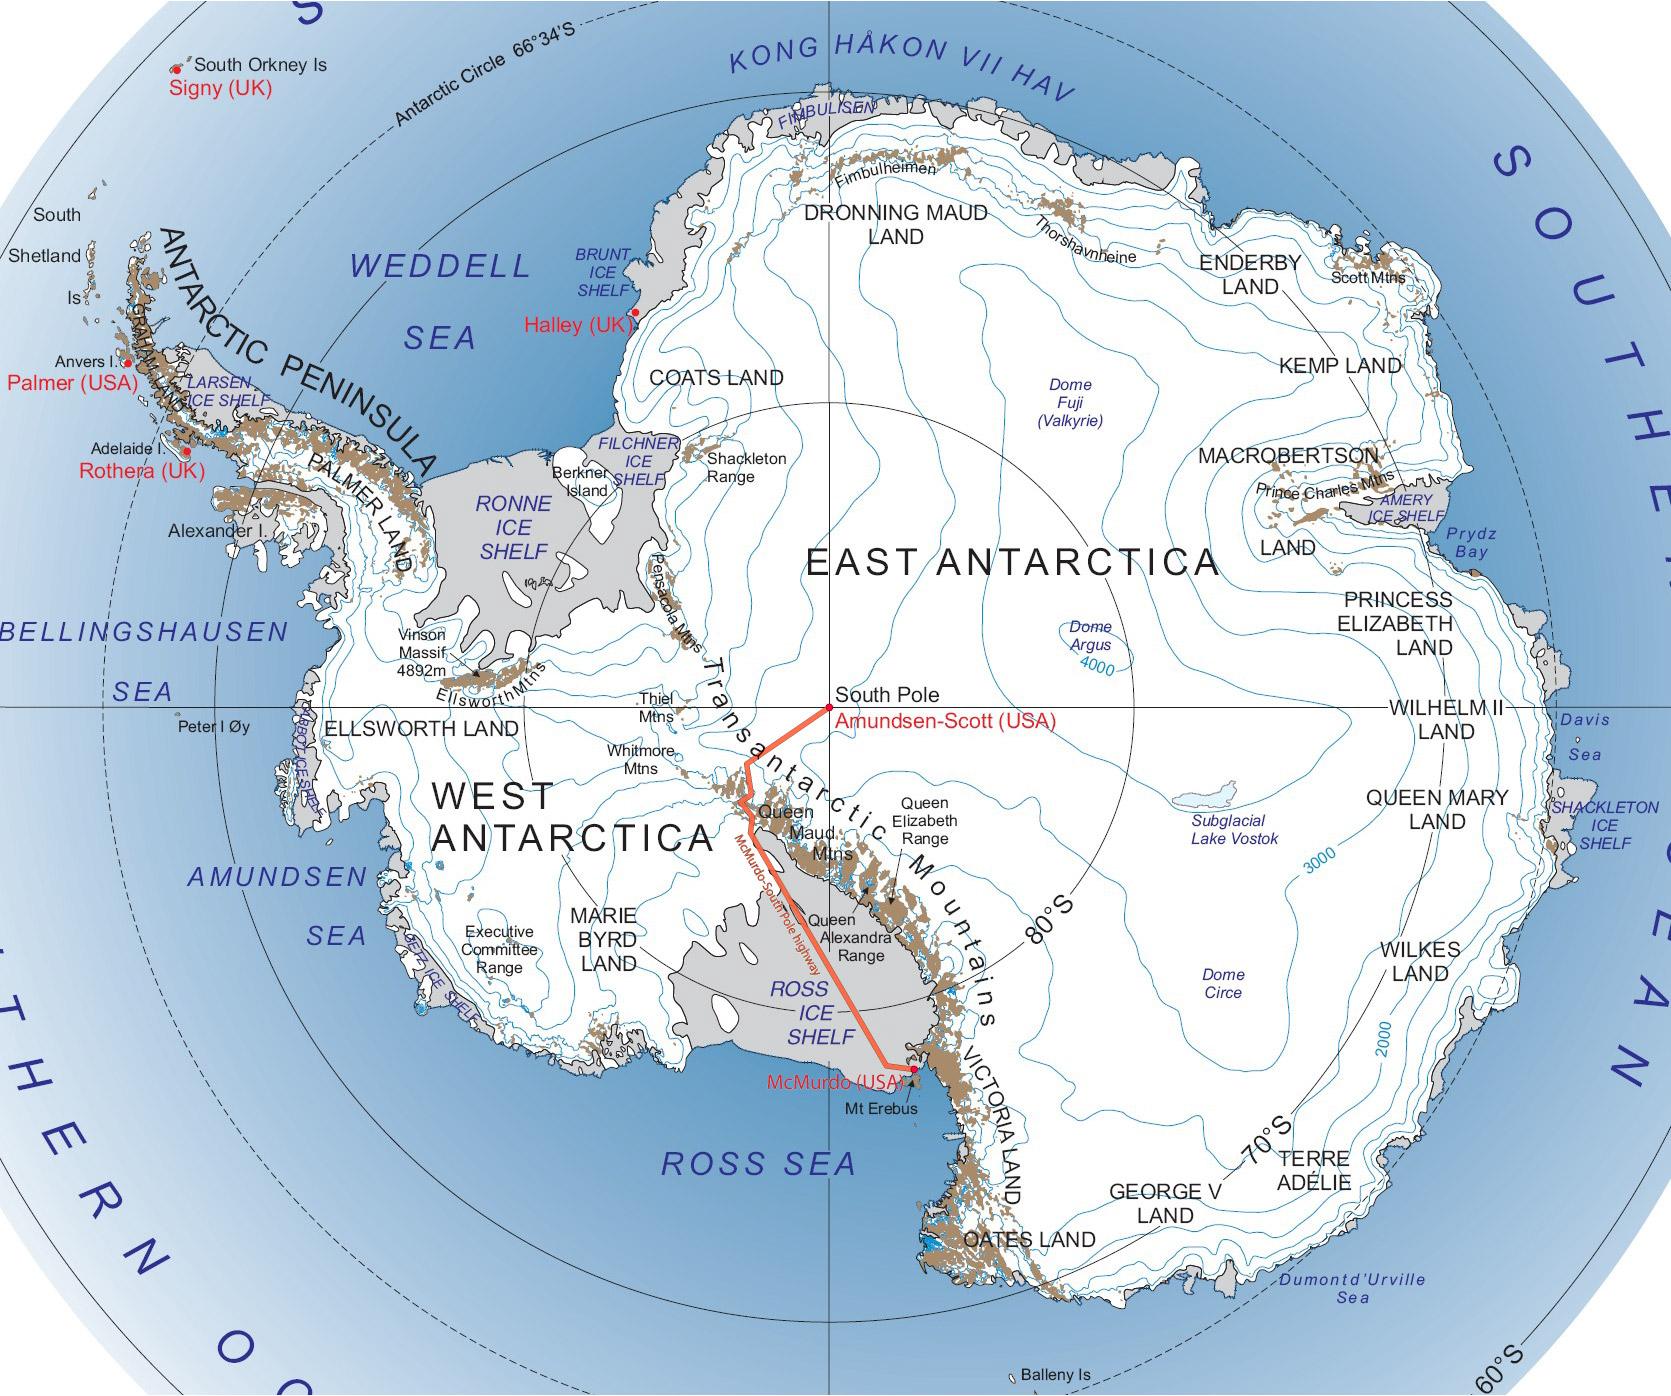 S
KONG HÅKON VII HAV
Antarctic Circle 66°34'S
South Orkney Is
Signy (UK)
FIMBULISEN
Fimbulheimen
SOUTHERN OCEAN
South
Shetland
Is
ANTARCTIC PENINSULA
WEDDELL
SEA
BRUNT
ICE
SHELF
Halley (UK)
DRONNING MAUD
LAND
Thorshavnheine
ENDERBY
LAND
Scott Mtns
GRAHAM LAND
Anvers I.
Palmer (USA)
LARSEN
ICE SHELF
COATS LAND
Dome
Fuji
(Valkyrie)
KEMP LAND
Adelaide I.
Rothera (UK)
PALMER LAND
Alexander I.
RONNE
ICE
SHELF
Berkner
Island
FILCHNER
ICE
SHELF
Shackleton
Range
MACROBERTSON
LAND
Prince Charles Mtns
AMERY
ICE SHELF
Prydz
Bay
EAST ANTARCTICA
Pensacola Mtns
PRINCESS
ELIZABETH
LAND
BELLINGSHAUSEN
SEA
Vinson
Massif
4892m
Ellsworth Mtns
Dome
Argus
4000
Transantarctic Mountains
Thiel
Mtns
South Pole
Amundsen-Scott (USA)
Peter I Øy
ELLSWORTH LAND
ABBOT ICE SHELF
Whitmore
Mtns
WILHELM II
LAND
Davis
Sea
WEST
ANTARCTICA
Queen
Maud
Mtns
Queen
Elizabeth
Range
Subglacial
Lake Vostok
QUEEN MARY
LAND
SHACKLETON
ICE
SHELF
3000
AMUNDSEN
SEA
McMurdo-South Pole highway
MARIE
BYRD
LAND
Executive
Committee
Range
GETZ ICE SHELF
Queen
Alexandra
Range
80°S
Dome
Circe
WILKES
LAND
2000
ROSS
ICE
SHELF
McMurdo (USA)
Mt Erebus
VICTORIA LAND
ROSS SEA
70°S
TERRE
ADÉLIE
GEORGE V
LAND
OATES LAND
Dumont d'Urville
Sea
Balleny Is
60°S
THERN OC